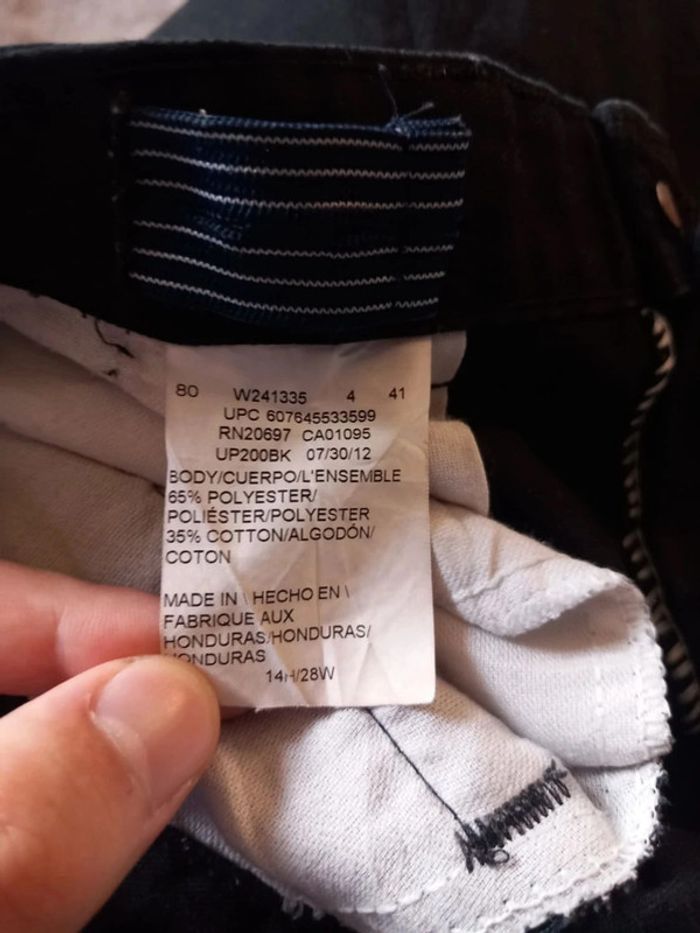 80 W241335 4 41
UPC 607645533599
RN20697 CA01095
UP200BK 07/30/12
BODY/CUERPO/L'ENSEMBLE
65% POLYESTER/
POLIÉSTER/POLYESTER
35% COTTON/ALGODÓN/
COTON
MADE IN \ HECHO EN \
FABRIQUE AUX
HONDURAS/HONDURAS/
HONDURAS
14H/28W